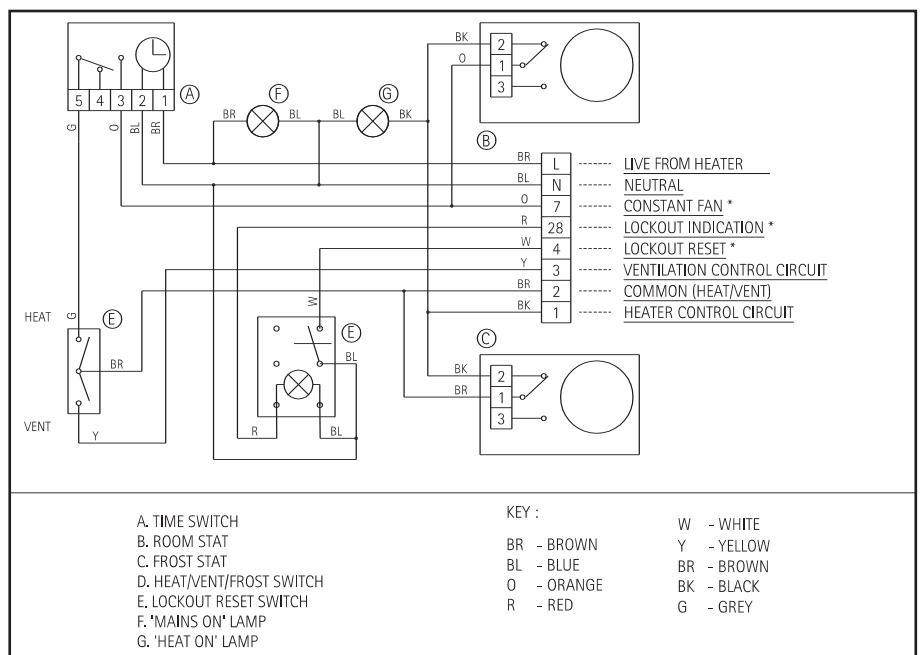 5 4 3 2 1 A
G O BL BR
BR F BL BL G BK
BK 2
O 1
3
B
BR L LIVE FROM HEATER
BL N NEUTRAL
O 7 CONSTANT FAN *
R 28 LOCKOUT INDICATION *
W 4 LOCKOUT RESET *
Y 3 VENTILATION CONTROL CIRCUIT
BR 2 COMMON (HEAT/VENT)
BK 1 HEATER CONTROL CIRCUIT
HEAT G E
BR
VENT
Y
W E
BL
R BL
C
BK 2
BR 1
3
A. TIME SWITCH
B. ROOM STAT
C. FROST STAT
D. HEAT/VENT/FROST SWITCH
E. LOCKOUT RESET SWITCH
F. 'MAINS ON' LAMP
G. 'HEAT ON' LAMP
KEY :
BR - BROWN
BL - BLUE
O - ORANGE
R - RED
W - WHITE
Y - YELLOW
BR - BROWN
BK - BLACK
G - GREY